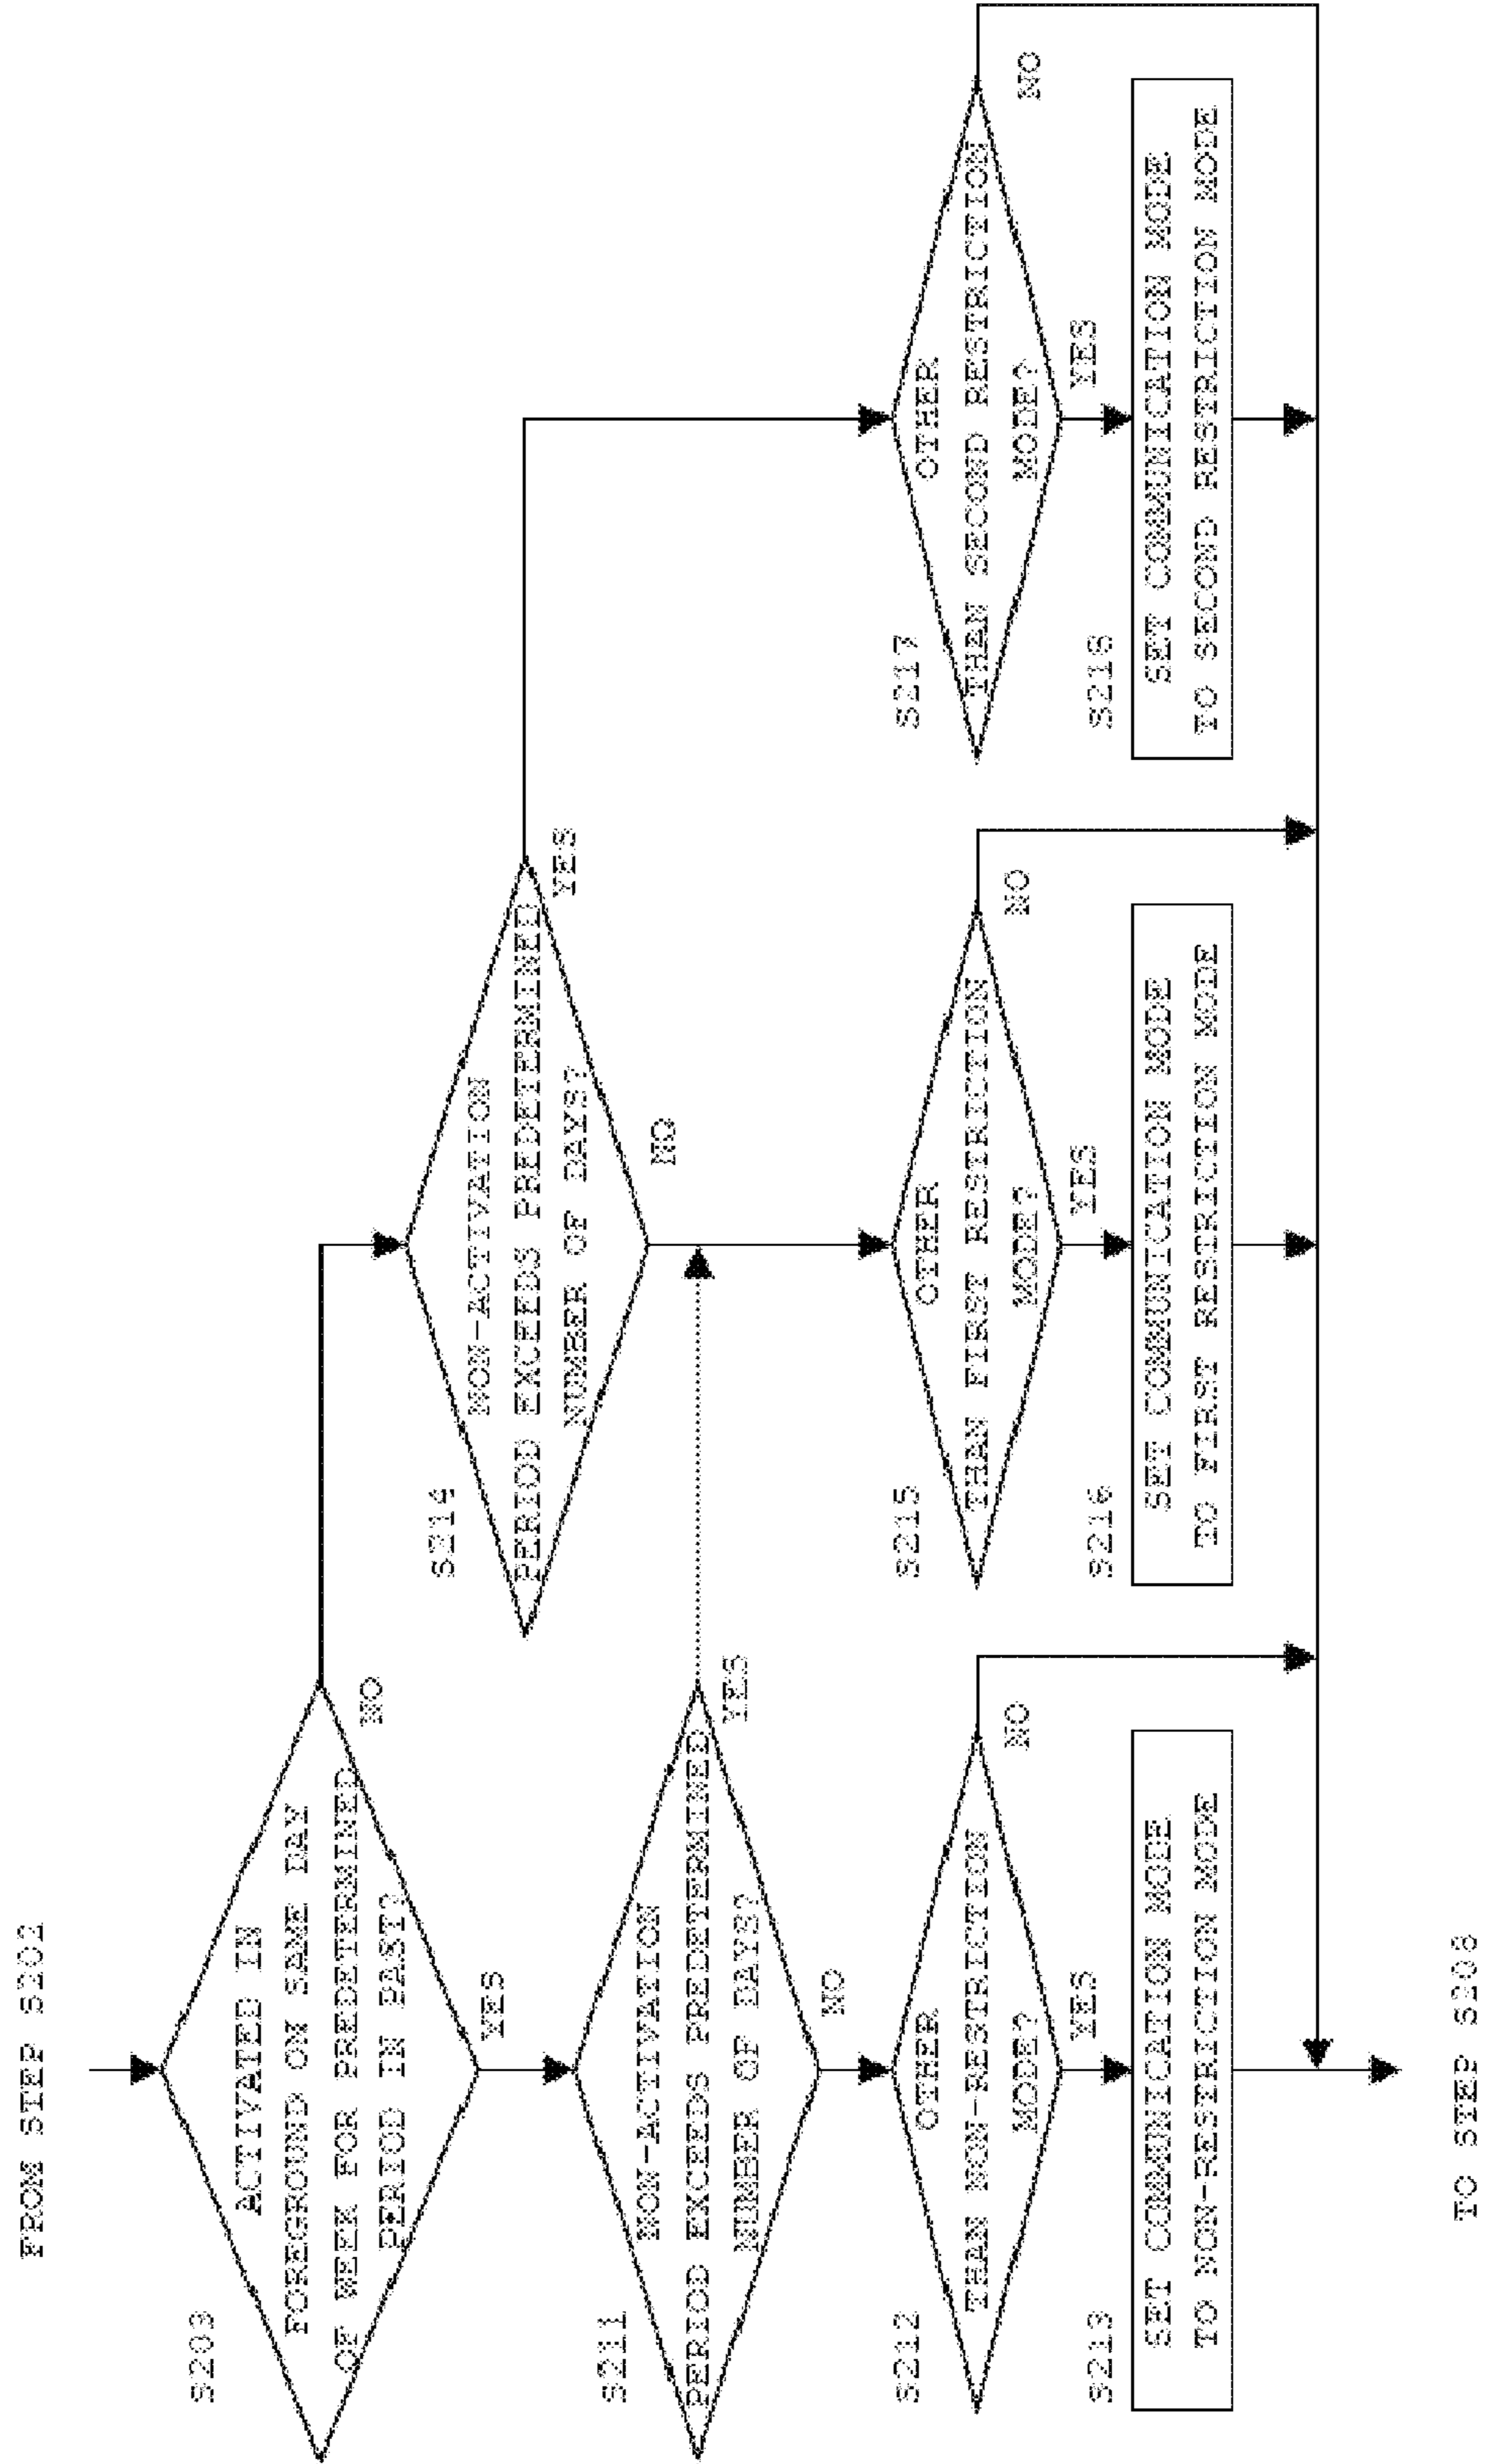 FROM STEP S202
S203
ACTIVATED IN
FOREGROUND ON SAME DAY
OF WEEK FOR PREDETERMINED
PERIOD IN PAST?
NO
YES
S211
NON-ACTIVATION
PERIOD EXCEEDS PREDETERMINED
NUMBER OF DAYS?
YES
NO
S214
NON-ACTIVATION
PERIOD EXCEEDS PREDETERMINED
NUMBER OF DAYS?
YES
NO
S212
OTHER
THAN NON-RESTRICTION
MODE?
NO
YES
S213
SET COMMUNICATION MODE
TO NON-RESTRICTION MODE
S215
OTHER
THAN FIRST RESTRICTION
MODE?
NO
YES
S216
SET COMMUNICATION MODE
TO FIRST RESTRICTION MODE
S217
OTHER
THAN SECOND RESTRICTION
MODE?
NO
YES
S218
SET COMMUNICATION MODE
TO SECOND RESTRICTION MODE
TO STEP S208